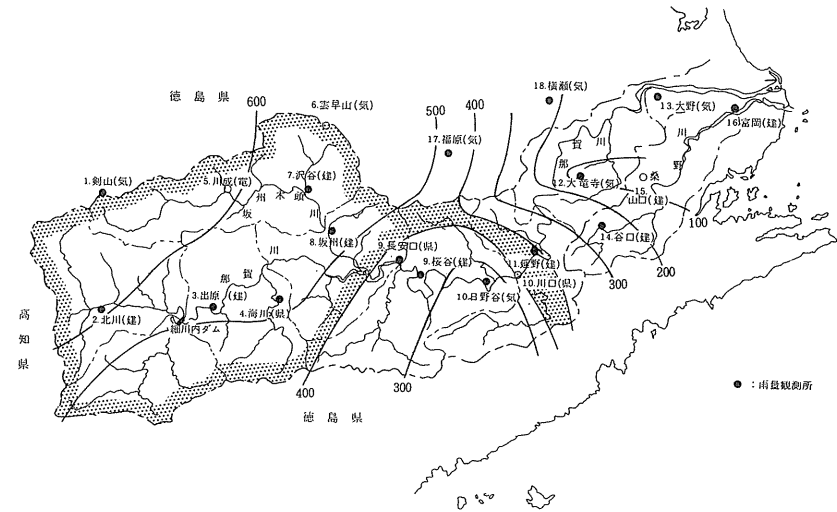 徳島県
600
6.雲早山(気)
500
400
17.福原(気)
18.横瀬(気)
13.大野(気)
16.富岡(建)
1.剣山(気)
5.川成(電)
7.沢谷(建)
坂州木頭川
8.坂州(建)
那賀川
桑野川
12.太竜寺(気)
15.
山口(建)
14.谷口(建)
100
200
300
9.長安口(県)
9.桜谷(建)
10.日野谷(気)
10.川口(県)
那賀川
3.出原(建)
4.海川(県)
2.北川(建)
細川内ダム
高知県
400
300
徳島県
●:雨量観測所